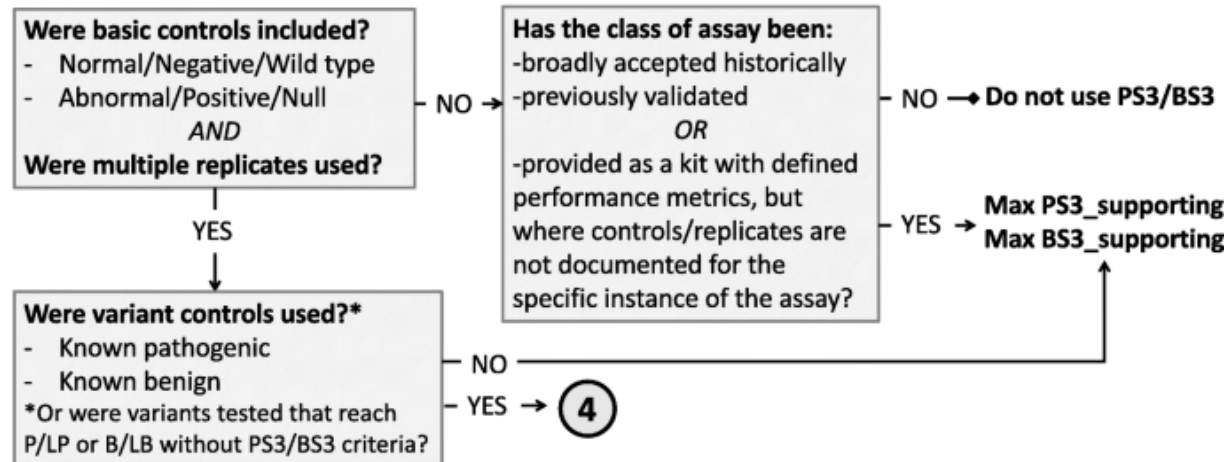 Were basic controls included?
- Normal/Negative/Wild type
- Abnormal/Positive/Null
AND
Were multiple replicates used?
NO
Has the class of assay been:
-broadly accepted historically
-previously validated
OR
-provided as a kit with defined
performance metrics, but
where controls/replicates are
not documented for the
specific instance of the assay?
NO
Do not use PS3/BS3
YES
Max PS3_supporting
Max BS3_supporting
YES
Were variant controls used?*
- Known pathogenic
- Known benign
*Or were variants tested that reach
P/LP or B/LB without PS3/BS3 criteria?
NO
YES
4